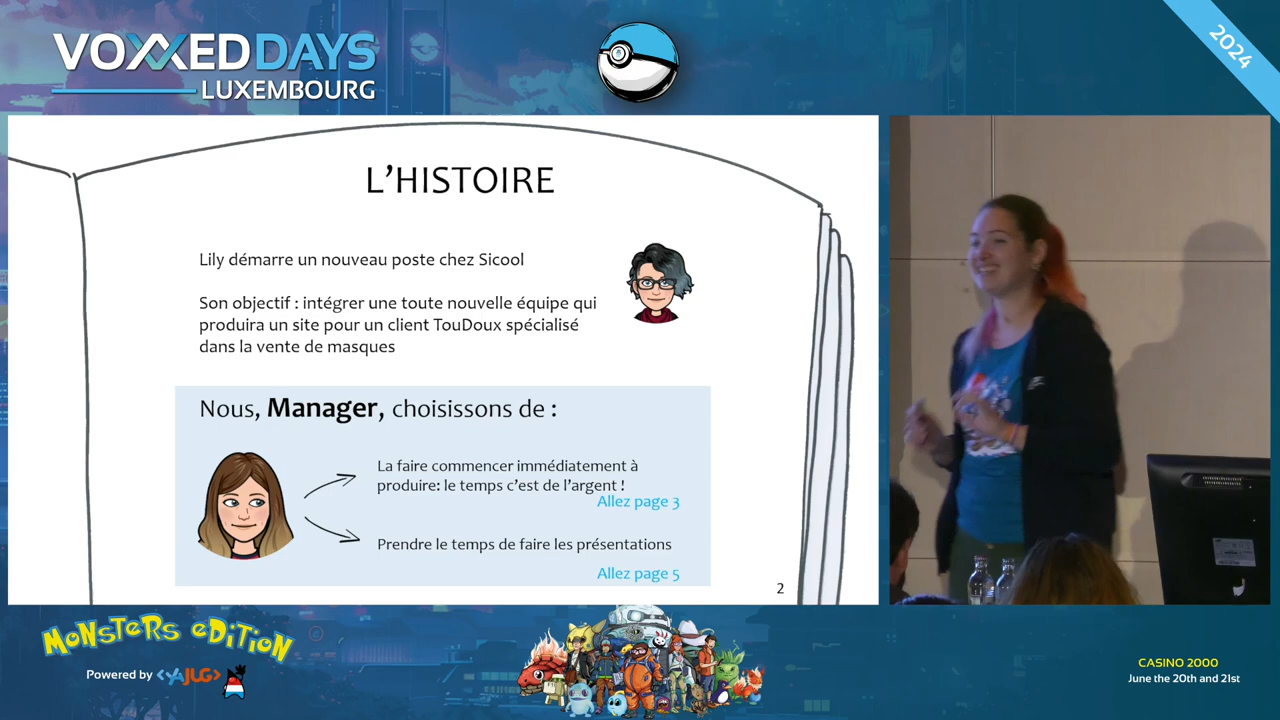 VOXXED DAYS
LUXEMBOURG
2024
L'HISTOIRE
Lily démarre un nouveau poste chez Sicool
Son objectif : intégrer une toute nouvelle équipe qui
produira un site pour un client TouDoux spécialisé
dans la vente de masques
Nous, Manager, choisissons de :
La faire commencer immédiatement à
produire: le temps c'est de l'argent !
Allez page 3
Prendre le temps de faire les présentations
Allez page 5
2
MONSTERS EDITION
Powered by <YAJUG>
CASINO 2000
June the 20th and 21st